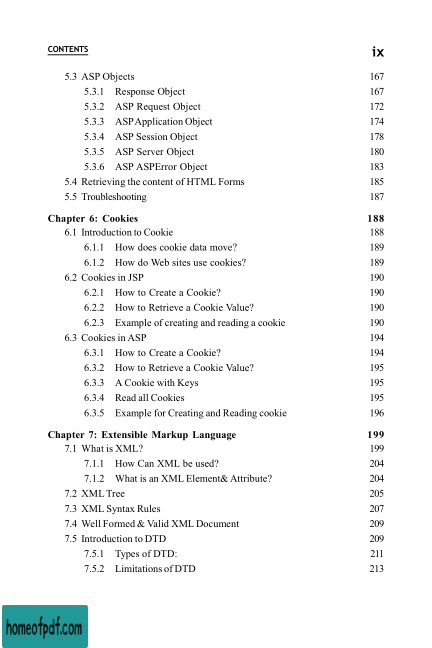 CONTENTS ix
5.3 ASP Objects 167
5.3.1 Response Object 167
5.3.2 ASP Request Object 172
5.3.3 ASP Application Object 174
5.3.4 ASP Session Object 178
5.3.5 ASP Server Object 180
5.3.6 ASP ASPError Object 183
5.4 Retrieving the content of HTML Forms 185
5.5 Troubleshooting 187
Chapter 6: Cookies 188
6.1 Introduction to Cookie 188
6.1.1 How does cookie data move? 189
6.1.2 How do Web sites use cookies? 189
6.2 Cookies in JSP 190
6.2.1 How to Create a Cookie? 190
6.2.2 How to Retrieve a Cookie Value? 190
6.2.3 Example of creating and reading a cookie 190
6.3 Cookies in ASP 194
6.3.1 How to Create a Cookie? 194
6.3.2 How to Retrieve a Cookie Value? 195
6.3.3 A Cookie with Keys 195
6.3.4 Read all Cookies 195
6.3.5 Example for Creating and Reading cookie 196
Chapter 7: Extensible Markup Language 199
7.1 What is XML? 199
7.1.1 How Can XML be used? 204
7.1.2 What is an XML Element& Attribute? 204
7.2 XML Tree 205
7.3 XML Syntax Rules 207
7.4 Well Formed & Valid XML Document 209
7.5 Introduction to DTD 209
7.5.1 Types of DTD: 211
7.5.2 Limitations of DTD 213
homeofpdf.com